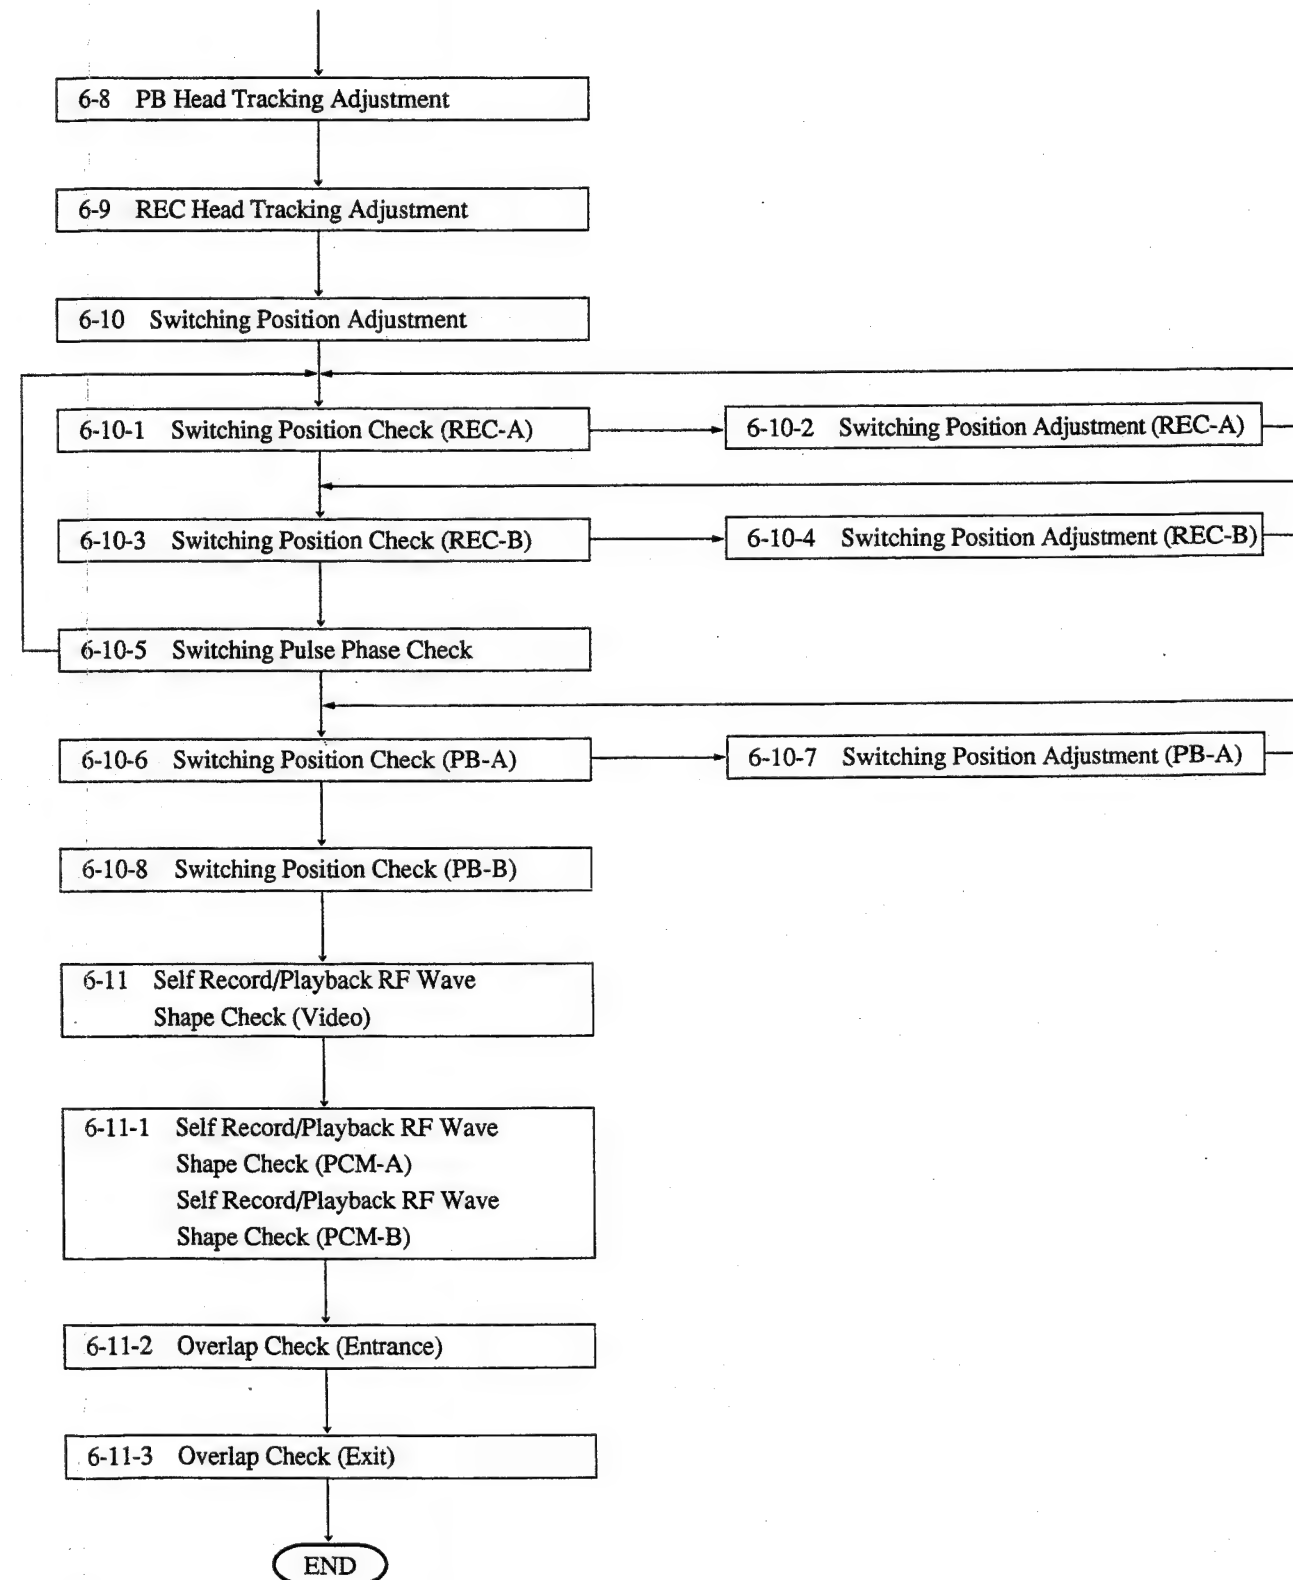 6-8 PB Head Tracking Adjustment
6-9 REC Head Tracking Adjustment
6-10 Switching Position Adjustment
6-10-1 Switching Position Check (REC-A)
6-10-2 Switching Position Adjustment (REC-A)
6-10-3 Switching Position Check (REC-B)
6-10-4 Switching Position Adjustment (REC-B)
6-10-5 Switching Pulse Phase Check
6-10-6 Switching Position Check (PB-A)
6-10-7 Switching Position Adjustment (PB-A)
6-10-8 Switching Position Check (PB-B)
6-11 Self Record/Playback RF Wave
Shape Check (Video)
6-11-1 Self Record/Playback RF Wave
Shape Check (PCM-A)
Self Record/Playback RF Wave
Shape Check (PCM-B)
6-11-2 Overlap Check (Entrance)
6-11-3 Overlap Check (Exit)
END